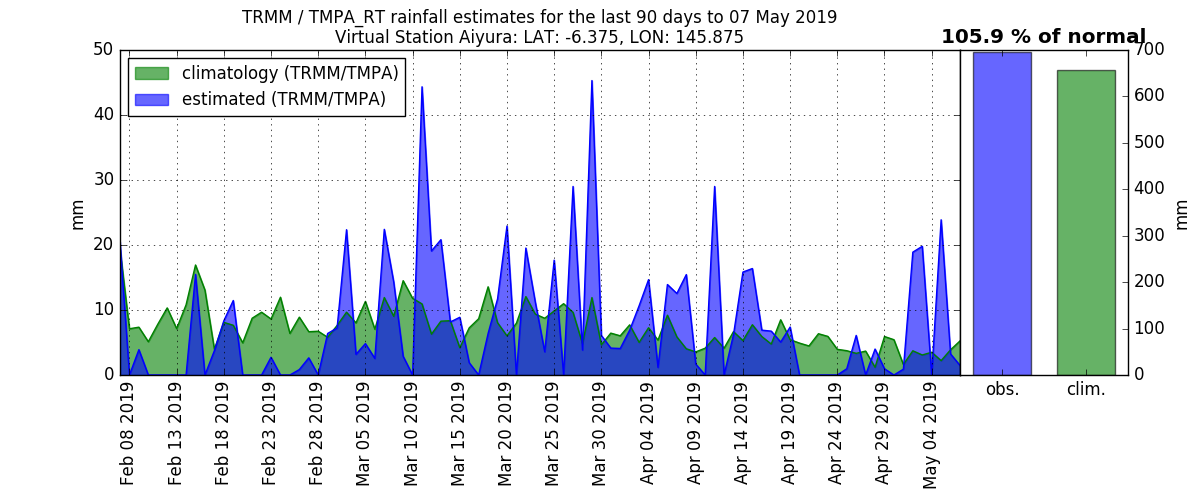 TRMM / TMPA_RT rainfall estimates for the last 90 days to 07 May 2019
Virtual Station Aiyura: LAT: -6.375, LON: 145.875
105.9 % of normal
climatology (TRMM/TMPA)
estimated (TRMM/TMPA)
50
40
30
20
10
0
mm
700
600
500
400
300
200
100
0
mm
obs.
clim.
Feb 08 2019
Feb 13 2019
Feb 18 2019
Feb 23 2019
Feb 28 2019
Mar 05 2019
Mar 10 2019
Mar 15 2019
Mar 20 2019
Mar 25 2019
Mar 30 2019
Apr 04 2019
Apr 09 2019
Apr 14 2019
Apr 19 2019
Apr 24 2019
Apr 29 2019
May 04 2019